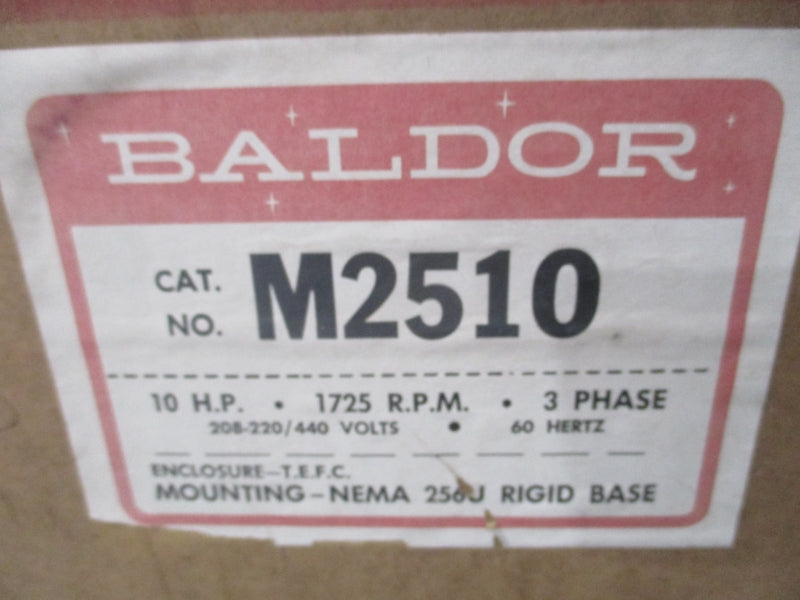 BALDOR
CAT. NO. M2510
10 H.P. • 1725 R.P.M. • 3 PHASE
208-220/440 VOLTS • 60 HERTZ
ENCLOSURE—T.E.F.C.
MOUNTING–NEMA 256U RIGID BASE